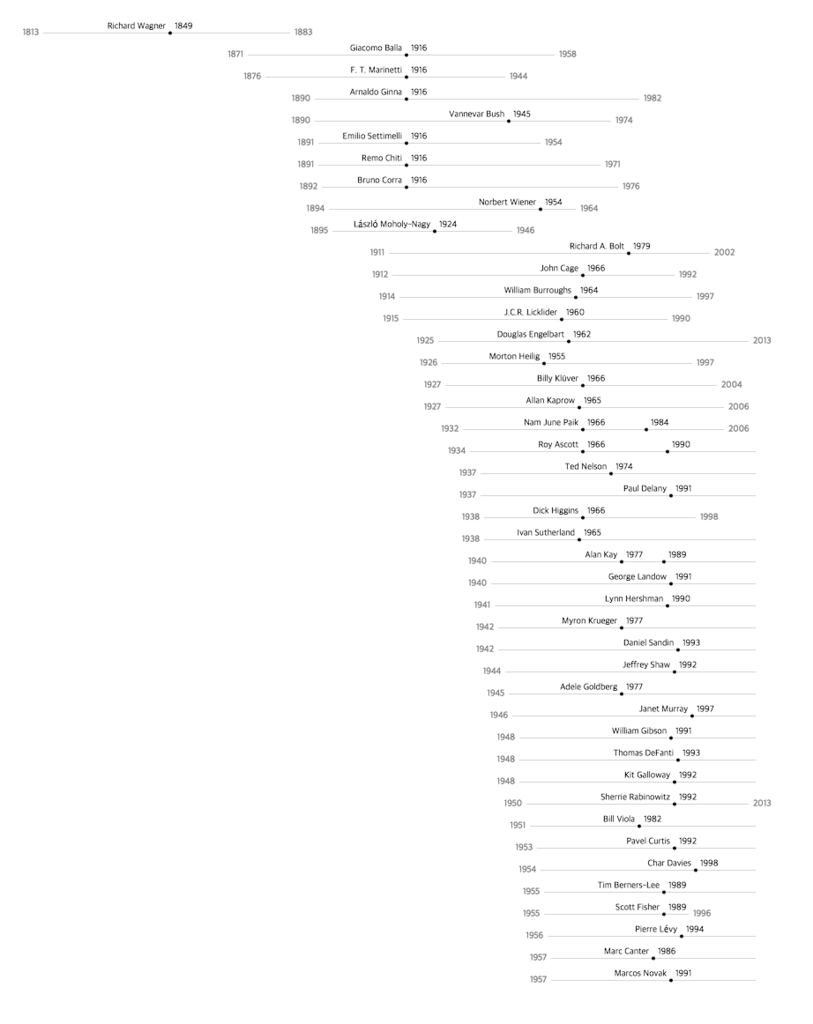 Richard Wagner 1849
1813 1883
Giacomo Balla 1916
1871 1958
F. T. Marinetti 1916
1876 1944
Arnaldo Ginna 1916
1890 1982
Vannevar Bush 1945
1890 1974
Emilio Settimelli 1916
1891 1954
Remo Chiti 1916
1891 1971
Bruno Corra 1916
1892 1976
Norbert Wiener 1954
1894 1964
László Moholy-Nagy 1924
1895 1946
Richard A. Bolt 1979
1911 2002
John Cage 1966
1912 1992
William Burroughs 1964
1914 1997
J.C.R. Licklider 1960
1915 1990
Douglas Engelbart 1962
1925 2013
Morton Heilig 1955
1926 1997
Billy Klüver 1966
1927 2004
Allan Kaprow 1965
1927 2006
Nam June Paik 1966 1984
1932 2006
Roy Ascott 1966 1990
1934
Ted Nelson 1974
1937
Paul Delany 1991
1937
Dick Higgins 1966
1938 1998
Ivan Sutherland 1965
1938
Alan Kay 1977 1989
1940
George Landow 1991
1940
Lynn Hershman 1990
1941
Myron Krueger 1977
1942
Daniel Sandin 1993
1942
Jeffrey Shaw 1992
1944
Adele Goldberg 1977
1945
Janet Murray 1997
1946
William Gibson 1991
1948
Thomas DeFanti 1993
1948
Kit Galloway 1992
1948
Sherrie Rabinowitz 1992
1950 2013
Bill Viola 1982
1951
Pavel Curtis 1992
1953
Char Davies 1998
1954
Tim Berners-Lee 1989
1955
Scott Fisher 1989
1955 1996
Pierre Lévy 1994
1956
Marc Canter 1986
1957
Marcos Novak 1991
1957